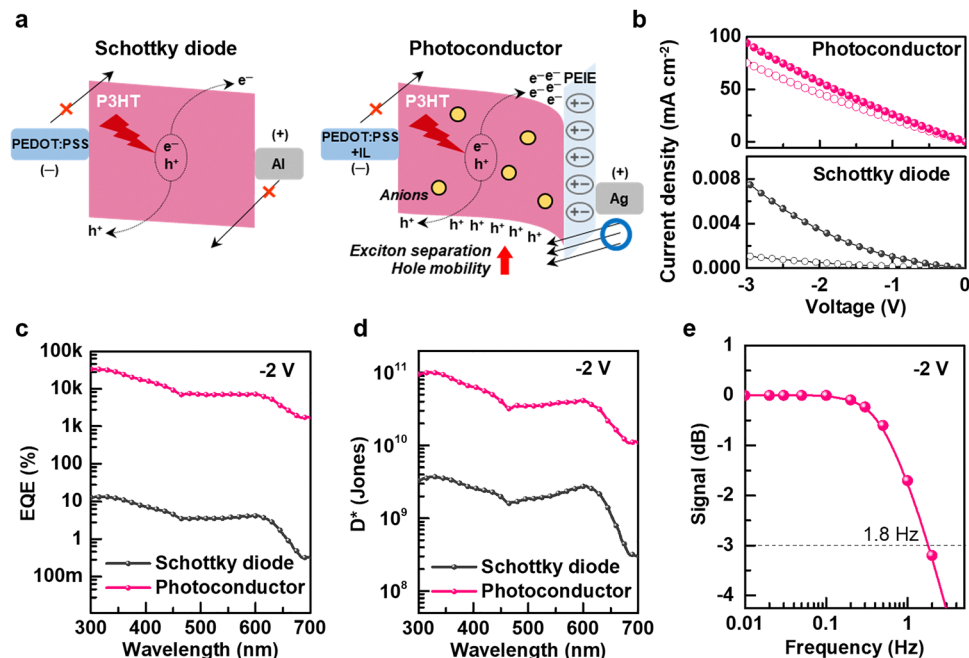 a
Schottky diode
e⁻
P3HT
PEDOT:PSS
(–)
e⁻
h⁺
(+)
Al
h⁺
Photoconductor
e⁻ e⁻ e⁻
e⁻ e⁻
PEIE
P3HT
PEDOT:PSS
+IL
(–)
e⁻
h⁺
+ –
+ –
+ –
+ –
+ –
(+)
Ag
Anions
h⁺
h⁺ h⁺ h⁺ h⁺ h⁺
Exciton separation
Hole mobility
b
Current density (mA cm⁻²)
100
50
0
Photoconductor
0.008
0.004
0.000
Schottky diode
-3
-2
-1
0
Voltage (V)
c
EQE (%)
100k
10k
1k
100
10
1
100m
-2 V
Schottky diode
Photoconductor
300 400 500 600 700
Wavelength (nm)
d
D* (Jones)
10¹¹
10¹⁰
10⁹
10⁸
-2 V
Schottky diode
Photoconductor
300 400 500 600 700
Wavelength (nm)
e
Signal (dB)
1
0
-1
-2
-3
-4
-2 V
1.8 Hz
0.01 0.1 1
Frequency (Hz)